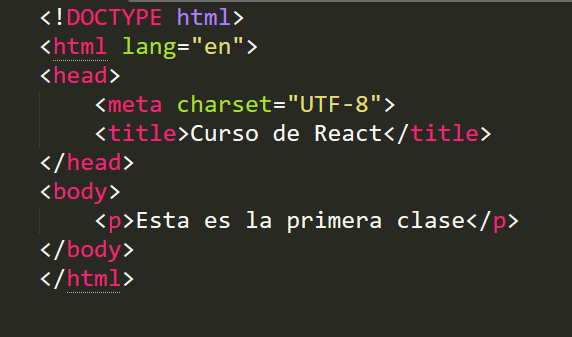 <!DOCTYPE html>
<html lang="en">
<head>
    <meta charset="UTF-8">
    <title>Curso de React</title>
</head>
<body>
    <p>Esta es la primera clase</p>
</body>
</html>